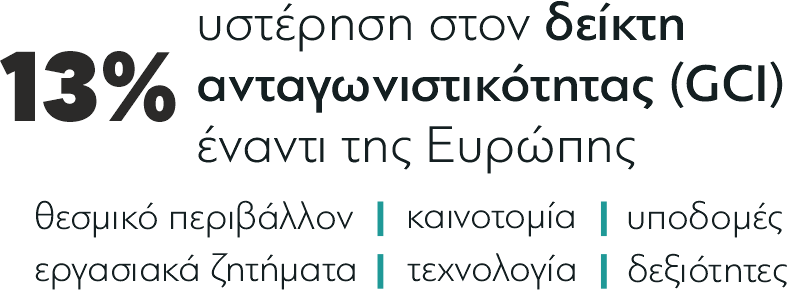 13%
υστέρηση στον δείκτη
ανταγωνιστικότητας (GCI)
έναντι της Ευρώπης
θεσμικό περιβάλλον | καινοτομία | υποδομές
εργασιακά ζητήματα | τεχνολογία | δεξιότητες